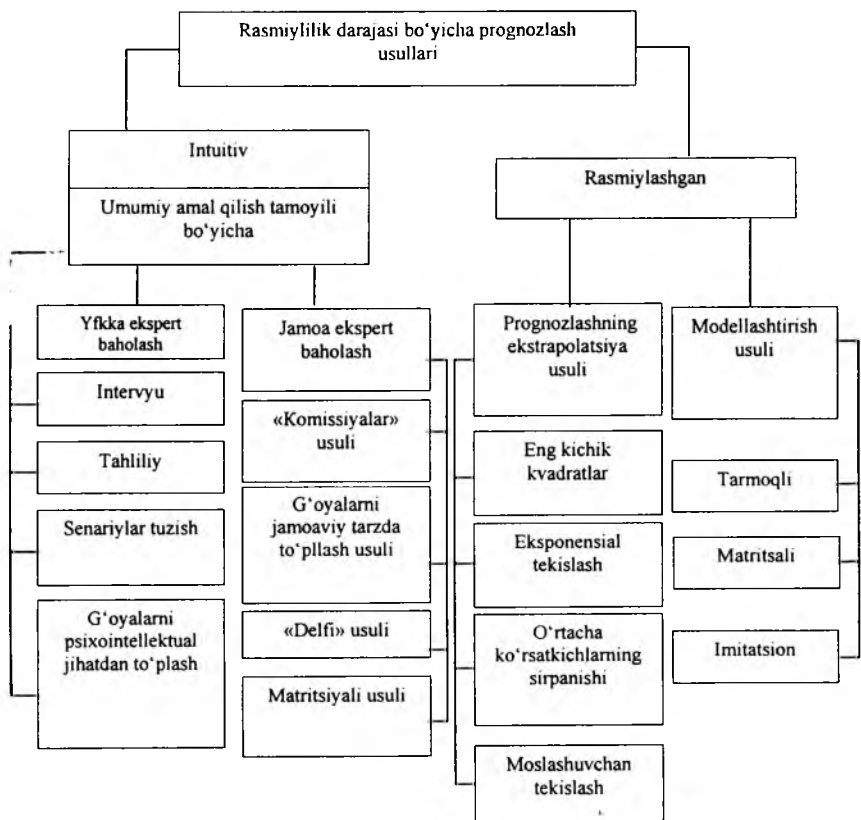 Rasmiylilik darajasi bo‘yicha prognozlash
usullari
Intuitiv
Umumiy amal qilish tamoyili
bo‘yicha
Rasmiylashgan
Yfkka ekspert
baholash
Intervyu
Tahliliy
Senariylar tuzish
G‘oyalarni
psixointellektual
jihatdan to‘plash
Jamoa ekspert
baholash
«Komissiyalar»
usuli
G‘oyalarni
jamoaviy tarzda
to‘pllash usuli
«Delfi» usuli
Matritsiyali usuli
Prognozlashning
ekstrapolatsiya
usuli
Eng kichik
kvadratlar
Eksponensial
tekislash
O‘rtacha
ko‘rsatkichlarning
sirpanishi
Moslashuvchan
tekislash
Modellashtirish
usuli
Tarmoqli
Matritsali
Imitatsion